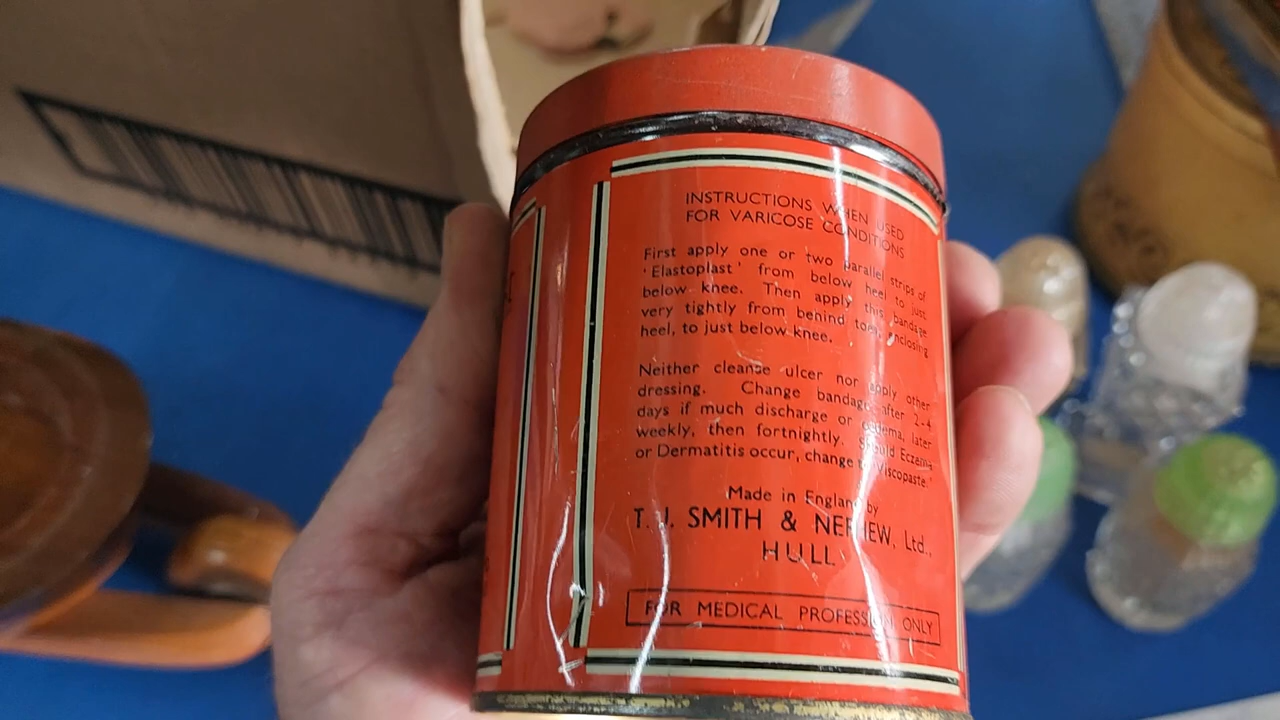 INSTRUCTIONS WHEN USED
FOR VARICOSE CONDITIONS
First apply one or two parallel strips of
'Elastoplast' from below heel to just
below knee. Then apply this bandage
very tightly from behind toes, enclosing
heel, to just below knee.
Neither cleanse ulcer nor apply other
dressing. Change bandage after 2-4
days if much discharge or oedema, later
weekly, then fortnightly. Should Eczema
or Dermatitis occur, change to 'Viscopaste.'
Made in England by
T. J. SMITH & NEPHEW, Ltd.,
HULL
FOR MEDICAL PROFESSION ONLY